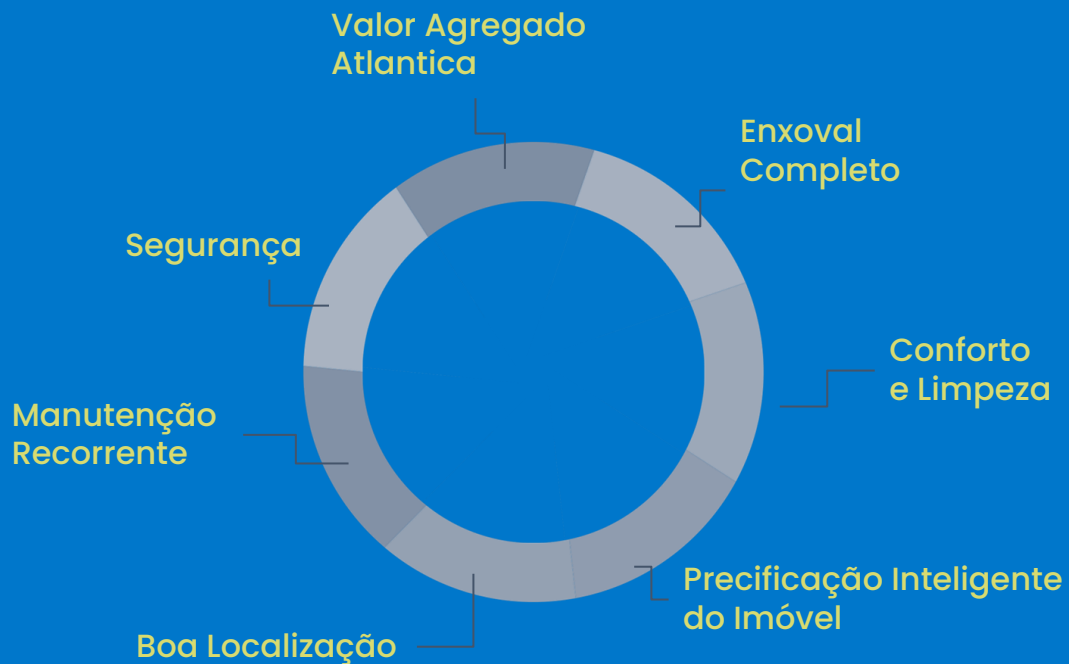 Valor Agregado
Atlantica
Enxoval
Completo
Segurança
Conforto
e Limpeza
Manutenção
Recorrente
Precificação Inteligente
do Imóvel
Boa Localização